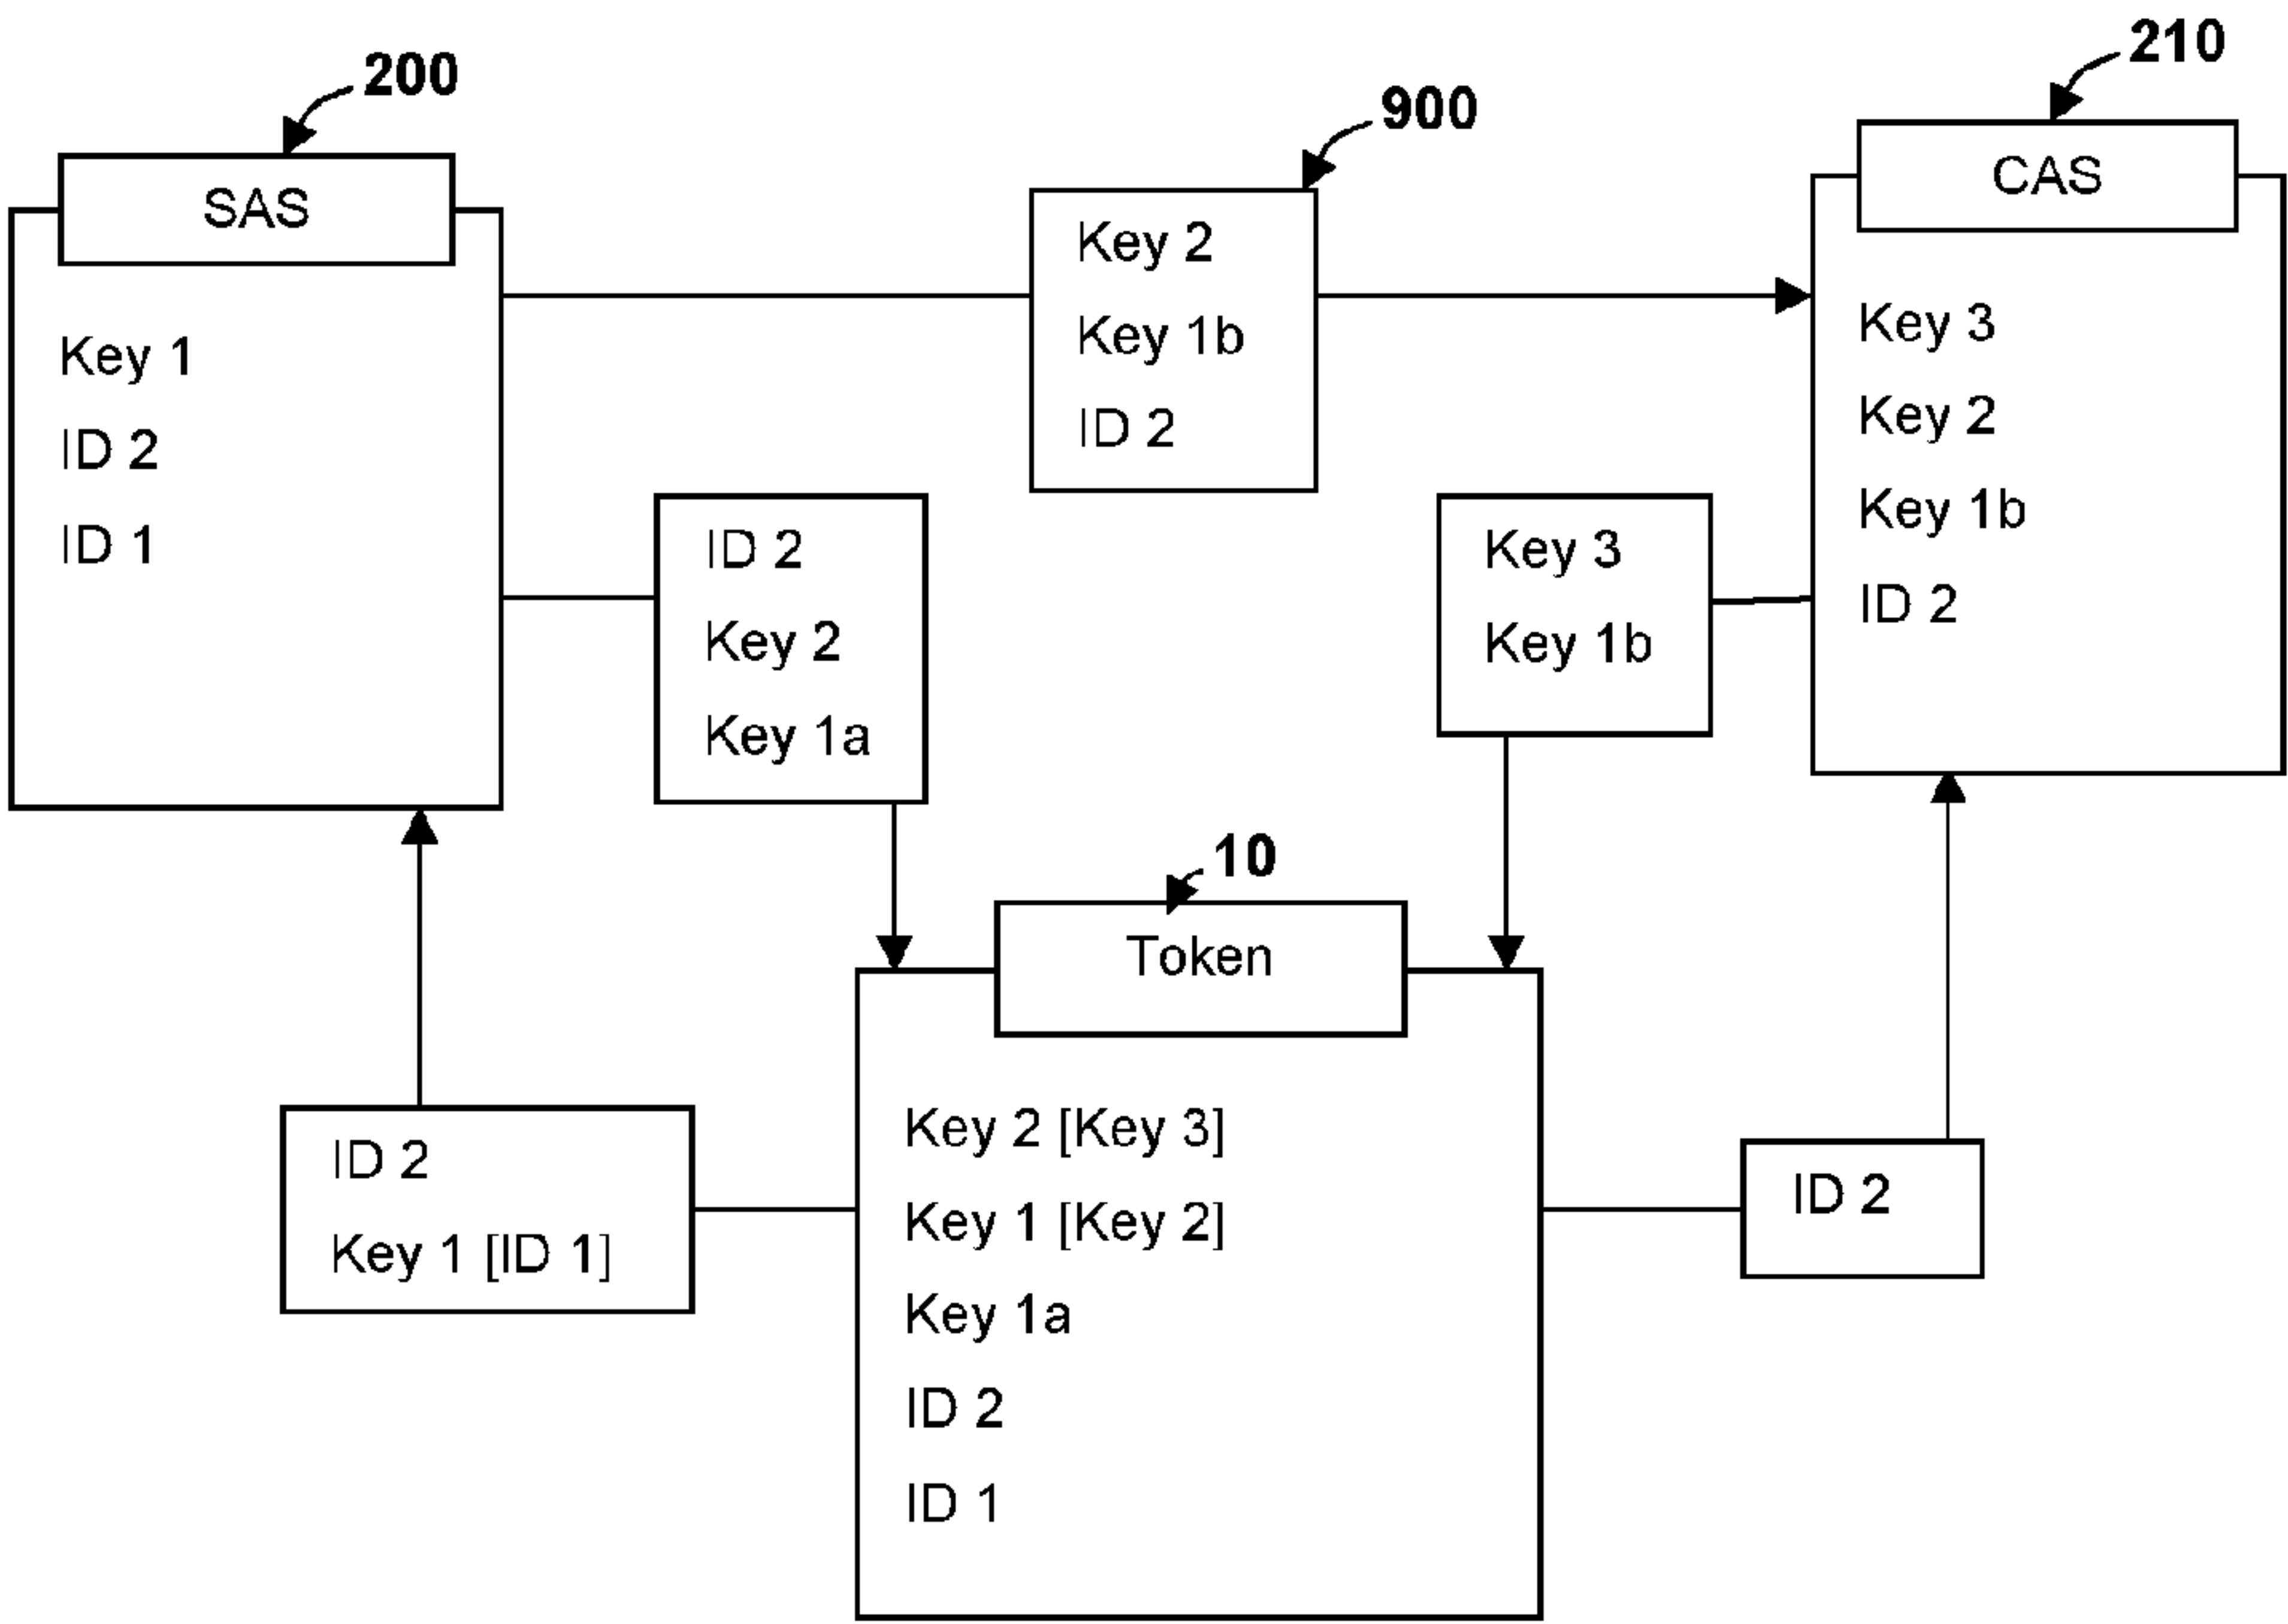 200
SAS
Key 1
ID 2
ID 1
900
Key 2
Key 1b
ID 2
210
CAS
Key 3
Key 2
Key 1b
ID 2
ID 2
Key 2
Key 1a
Key 3
Key 1b
10
Token
Key 2 [Key 3]
Key 1 [Key 2]
Key 1a
ID 2
ID 1
ID 2
Key 1 [ID 1]
ID 2